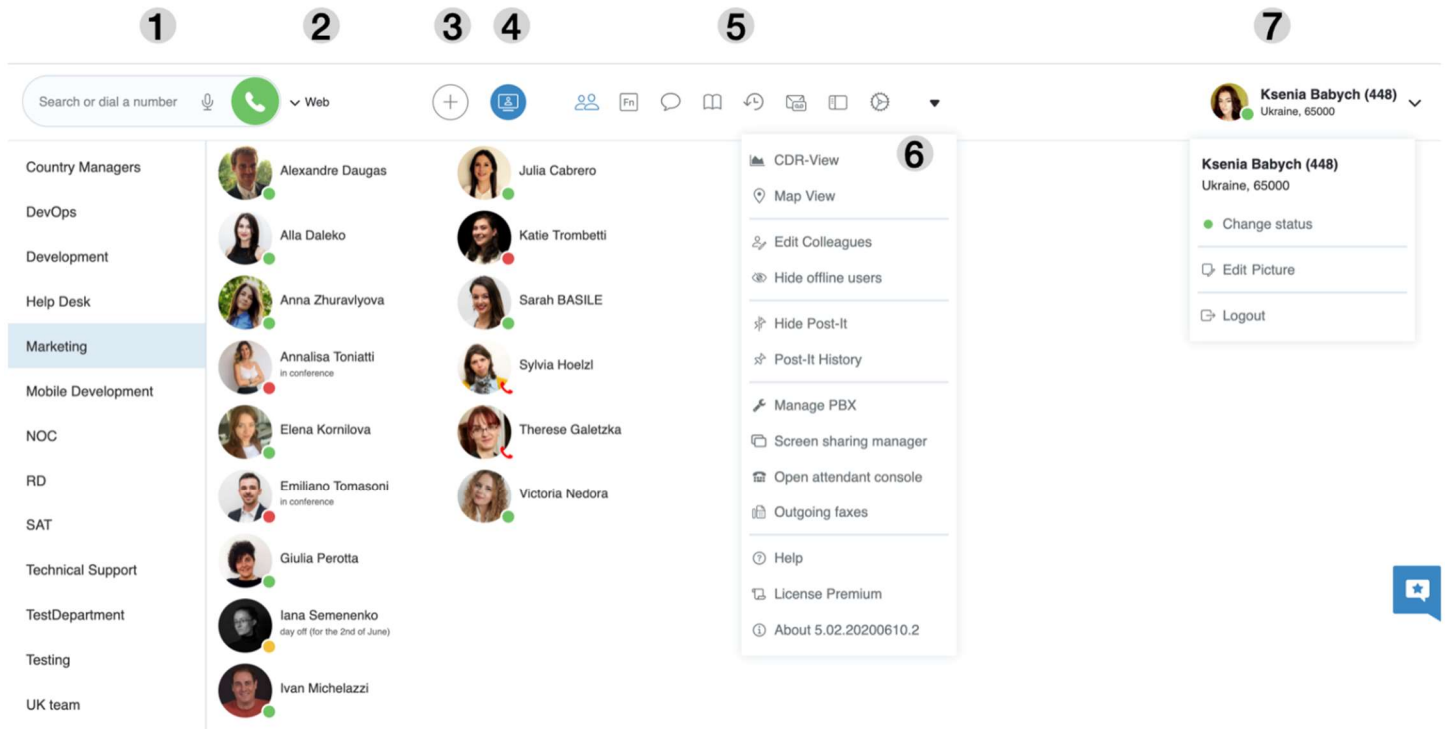 1 2 3 4 5 7
Search or dial a number Web Fn Ksenia Babych (448)
Ukraine, 65000
Country Managers
DevOps
Development
Help Desk
Marketing
Mobile Development
NOC
RD
SAT
Technical Support
TestDepartment
Testing
UK team
Alexandre Daugas
Alla Daleko
Anna Zhuravlyova
Annalisa Toniatti
in conference
Elena Kornilova
Emiliano Tomasoni
in conference
Giulia Perotta
Iana Semenenko
day off (for the 2nd of June)
Ivan Michelazzi
Julia Cabrero
Katie Trombetti
Sarah BASILE
Sylvia Hoelzl
Therese Galetzka
Victoria Nedora
6
CDR-View
Map View
Edit Colleagues
Hide offline users
Hide Post-It
Post-It History
Manage PBX
Screen sharing manager
Open attendant console
Outgoing faxes
Help
License Premium
About 5.02.20200610.2
Ksenia Babych (448)
Ukraine, 65000
Change status
Edit Picture
Logout